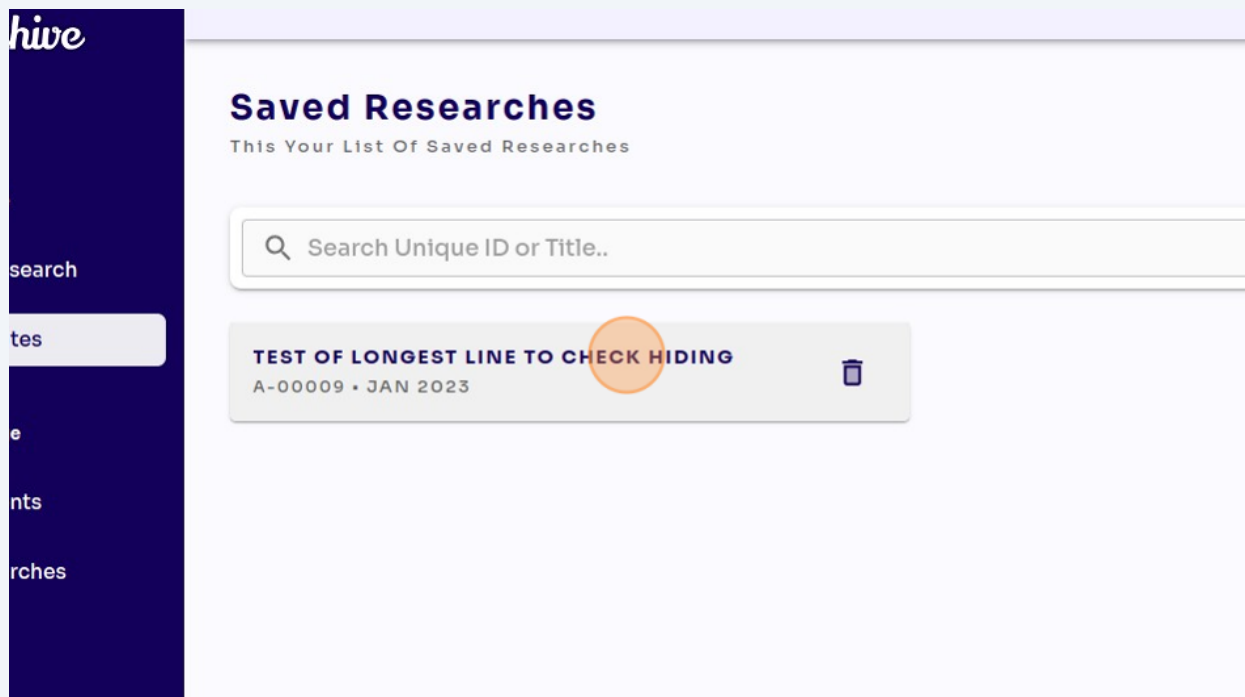 hive
Saved Researches
This Your List Of Saved Researches
Search Unique ID or Title..
search
tes
TEST OF LONGEST LINE TO CHECK HIDING
A-00009 • JAN 2023
e
nts
rches